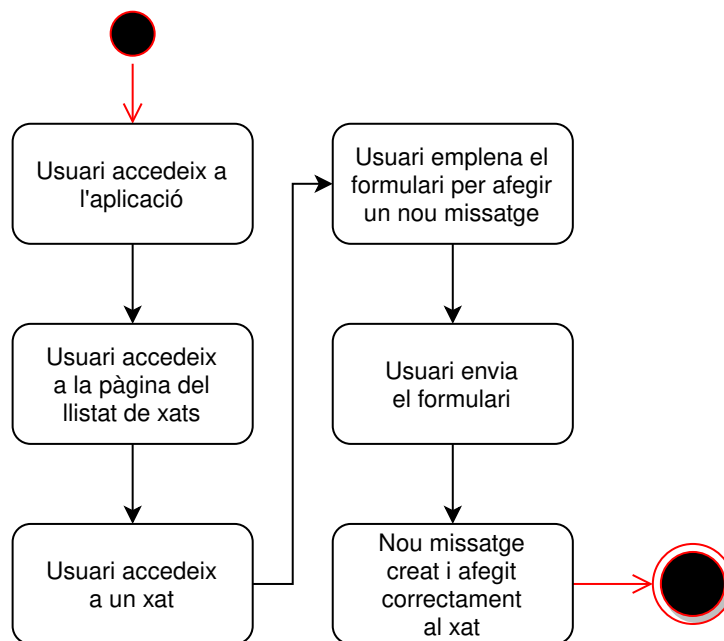 Usuari accedeix a
l'aplicació
Usuari accedeix
a la pàgina del
llistat de xats
Usuari accedeix
a un xat
Usuari emplena el
formulari per afegir
un nou missatge
Usuari envia
el formulari
Nou missatge
creat i afegit
correctament
al xat